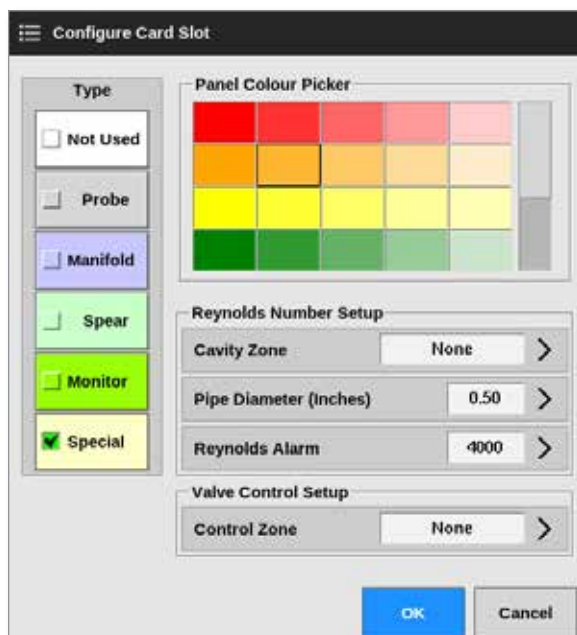 Configure Card Slot
Type
Not Used
Probe
Manifold
Spear
Monitor
Special
Panel Colour Picker
Reynolds Number Setup
Cavity Zone None
Pipe Diameter (Inches) 0.50
Reynolds Alarm 4000
Valve Control Setup
Control Zone None
OK Cancel